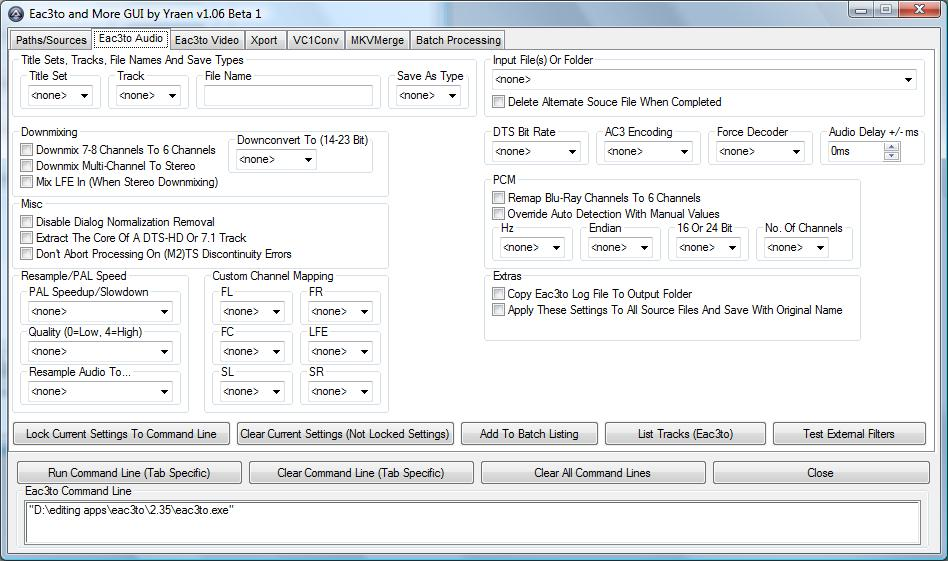 Eac3to and More GUI by Yraen v1.06 Beta 1
Paths/Sources Eac3to Audio Eac3to Video Xport VC1Conv MKVMerge Batch Processing
Title Sets, Tracks, File Names And Save Types
Title Set Track File Name Save As Type
<none> <none> <none>
Input File(s) Or Folder
<none>
Delete Alternate Souce File When Completed
Downmixing
Downmix 7-8 Channels To 6 Channels
Downmix Multi-Channel To Stereo
Mix LFE In (When Stereo Downmixing)
Downconvert To (14-23 Bit)
<none>
DTS Bit Rate AC3 Encoding Force Decoder Audio Delay +/- ms
<none> <none> <none> 0ms
Misc
Disable Dialog Normalization Removal
Extract The Core Of A DTS-HD Or 7.1 Track
Don't Abort Processing On (M2)TS Discontinuity Errors
PCM
Remap Blu-Ray Channels To 6 Channels
Override Auto Detection With Manual Values
Hz Endian 16 Or 24 Bit No. Of Channels
<none> <none> <none> <none>
Resample/PAL Speed
PAL Speedup/Slowdown
<none>
Quality (0=Low, 4=High)
<none>
Resample Audio To...
<none>
Custom Channel Mapping
FL FR
<none> <none>
FC LFE
<none> <none>
SL SR
<none> <none>
Extras
Copy Eac3to Log File To Output Folder
Apply These Settings To All Source Files And Save With Original Name
Lock Current Settings To Command Line Clear Current Settings (Not Locked Settings) Add To Batch Listing List Tracks (Eac3to) Test External Filters
Run Command Line (Tab Specific) Clear Command Line (Tab Specific) Clear All Command Lines Close
Eac3to Command Line
"D:\editing apps\eac3to\2.35\eac3to.exe"